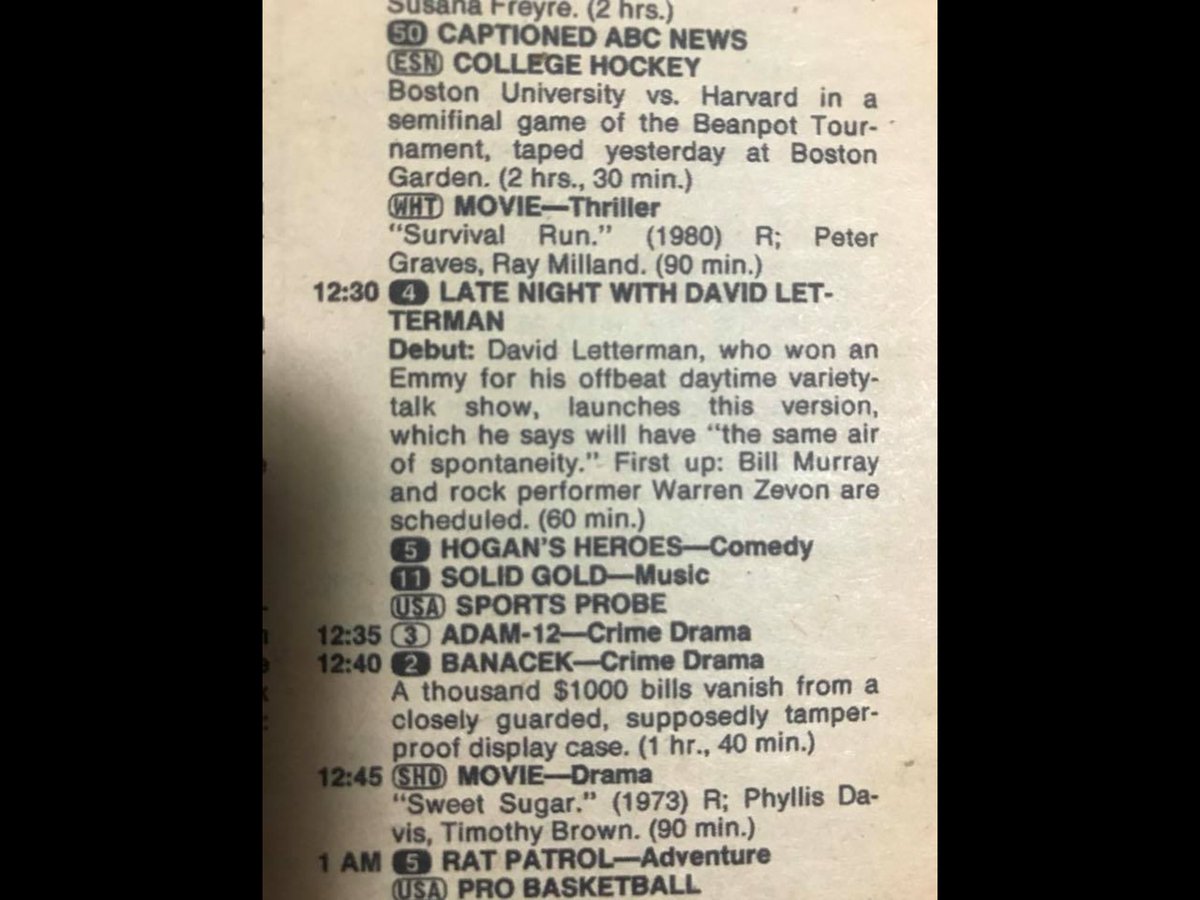 Susana Freyre. (2 hrs.)
50 CAPTIONED ABC NEWS
ESN COLLEGE HOCKEY
Boston University vs. Harvard in a
semifinal game of the Beanpot Tour-
nament, taped yesterday at Boston
Garden. (2 hrs., 30 min.)
WHT MOVIE—Thriller
“Survival Run.” (1980) R; Peter
Graves, Ray Milland. (90 min.)
12:30 4 LATE NIGHT WITH DAVID LET-
TERMAN
Debut: David Letterman, who won an
Emmy for his offbeat daytime variety-
talk show, launches this version,
which he says will have “the same air
of spontaneity.” First up: Bill Murray
and rock performer Warren Zevon are
scheduled. (60 min.)
5 HOGAN'S HEROES—Comedy
11 SOLID GOLD—Music
USA SPORTS PROBE
12:35 3 ADAM-12—Crime Drama
12:40 2 BANACEK—Crime Drama
A thousand $1000 bills vanish from a
closely guarded, supposedly tamper-
proof display case. (1 hr., 40 min.)
12:45 SHO MOVIE—Drama
“Sweet Sugar.” (1973) R; Phyllis Da-
vis, Timothy Brown. (90 min.)
1 AM 5 RAT PATROL—Adventure
USA PRO BASKETBALL